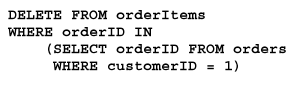 DELETE FROM orderItems
WHERE orderID IN
(SELECT orderID FROM orders
WHERE customerID = 1)